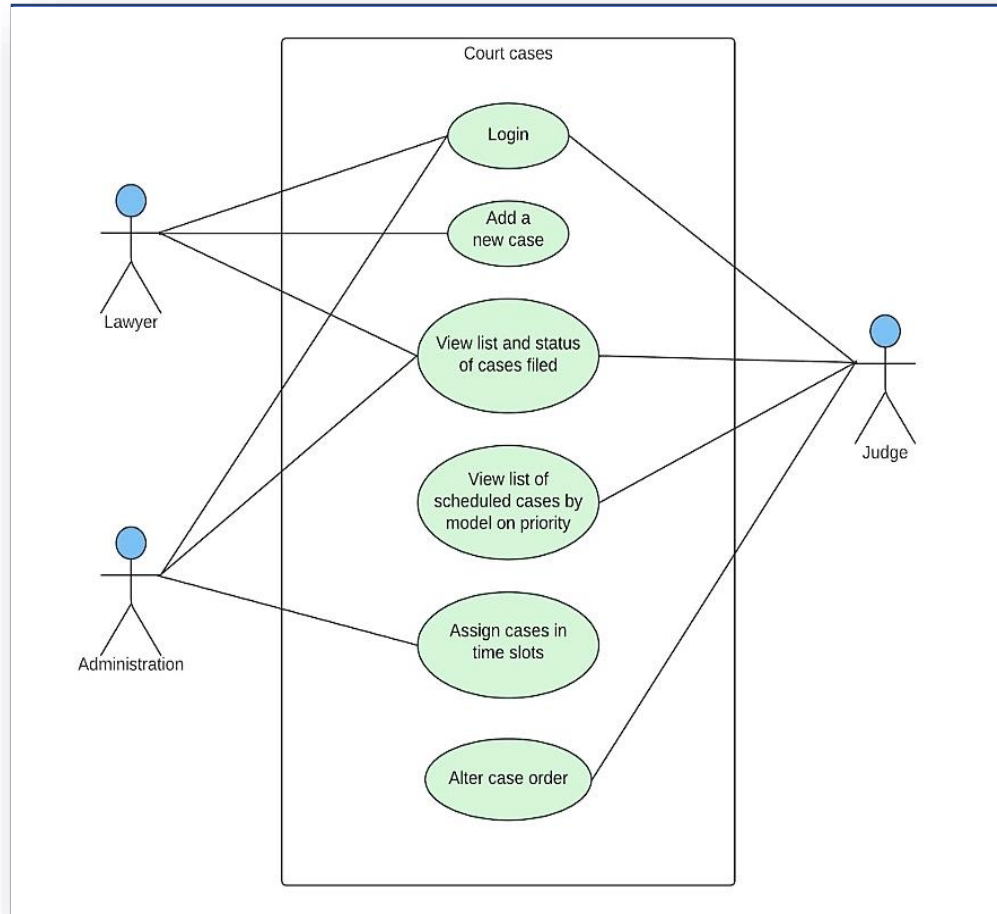 Court cases
Login
Add a
new case
Lawyer
View list and status
of cases filed
Judge
View list of
scheduled cases by
model on priority
Assign cases in
time slots
Administration
Alter case order